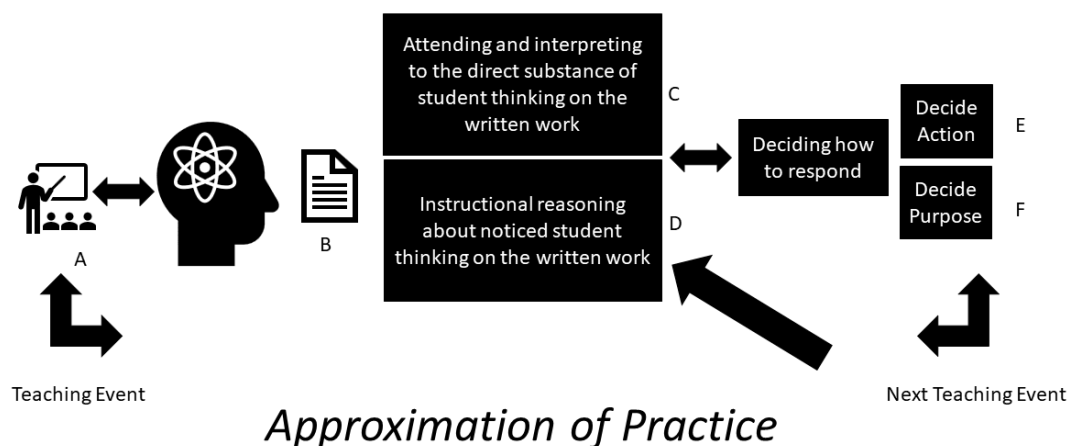 Attending and interpreting
to the direct substance of
student thinking on the
written work
C
Instructional reasoning
about noticed student
thinking on the written work
D
Deciding how
to respond
Decide
Action
E
Decide
Purpose
F
A
B
Teaching Event
Next Teaching Event
Approximation of Practice